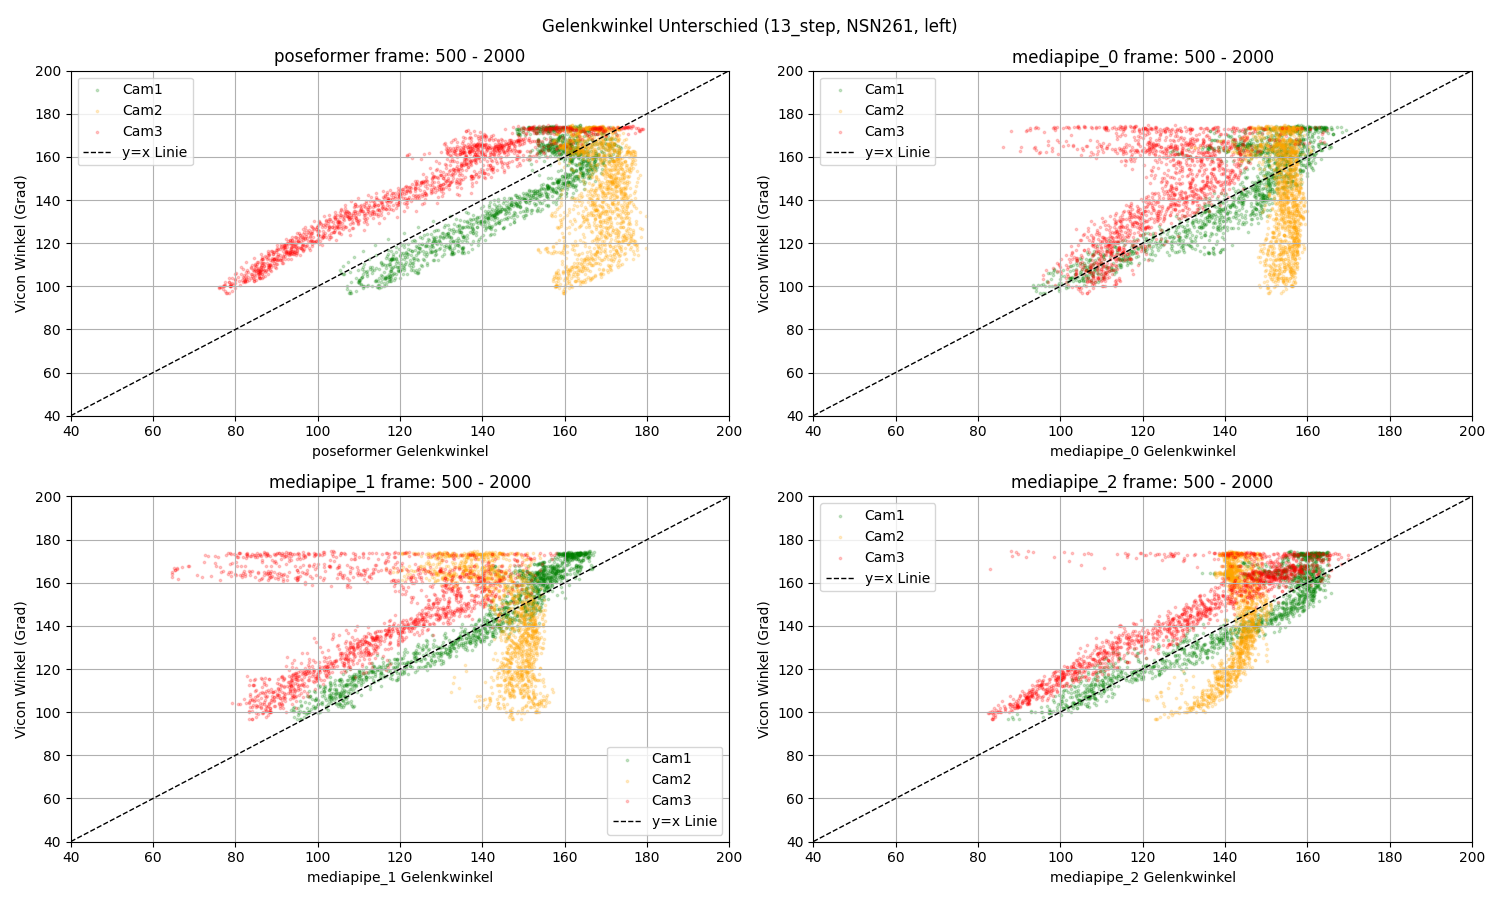 Gelenkwinkel Unterschied (13_step, NSN261, left)
poseformer frame: 500 - 2000
200
180
160
140
120
100
80
60
40
Vicon Winkel (Grad)
Cam1
Cam2
Cam3
y=x Linie
40 60 80 100 120 140 160 180 200
poseformer Gelenkwinkel
mediapipe_0 frame: 500 - 2000
200
180
160
140
120
100
80
60
40
Vicon Winkel (Grad)
Cam1
Cam2
Cam3
y=x Linie
40 60 80 100 120 140 160 180 200
mediapipe_0 Gelenkwinkel
mediapipe_1 frame: 500 - 2000
200
180
160
140
120
100
80
60
40
Vicon Winkel (Grad)
Cam1
Cam2
Cam3
y=x Linie
40 60 80 100 120 140 160 180 200
mediapipe_1 Gelenkwinkel
mediapipe_2 frame: 500 - 2000
200
180
160
140
120
100
80
60
40
Vicon Winkel (Grad)
Cam1
Cam2
Cam3
y=x Linie
40 60 80 100 120 140 160 180 200
mediapipe_2 Gelenkwinkel